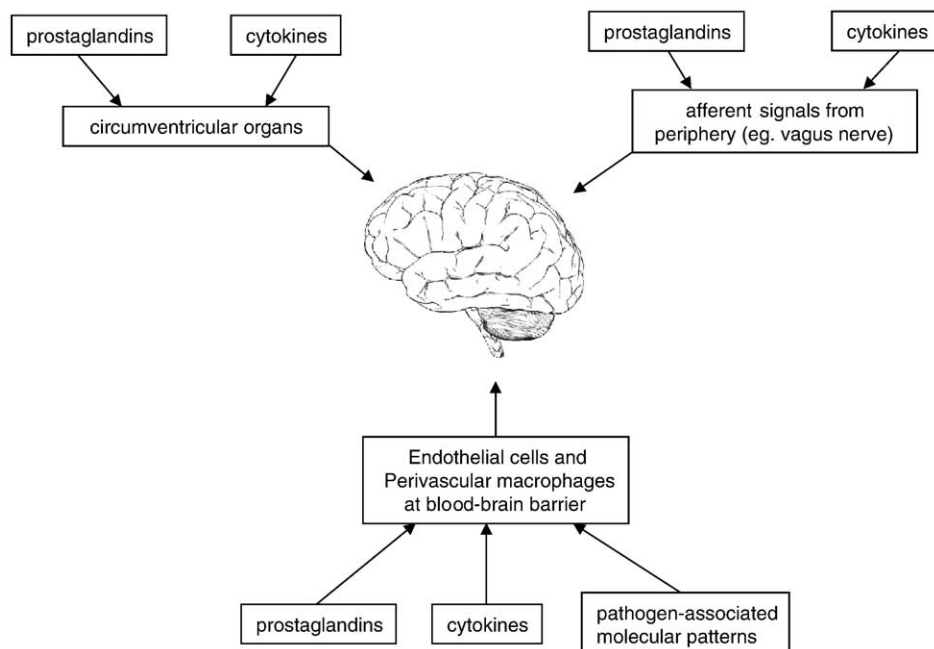 prostaglandins
cytokines
circumventricular organs
prostaglandins
cytokines
afferent signals from
periphery (eg. vagus nerve)
Endothelial cells and
Perivascular macrophages
at blood-brain barrier
prostaglandins
cytokines
pathogen-associated
molecular patterns